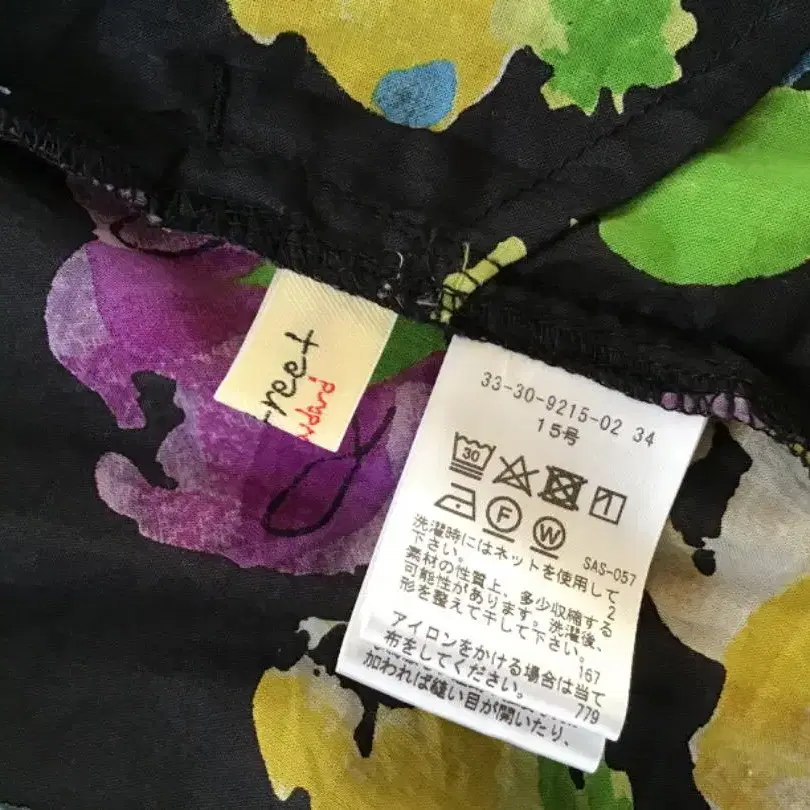 reet
33-30-9215-02 34
15号
30
F W
SAS-057
洗濯時にはネットを使用して
下さい。 2
素材の性質上、多少収縮する
可能性があります。洗濯後、
形を整えて干して下さい。
167
アイロンをかける場合は当て
布をしてください。 779
加われば縫い目が開いたり、